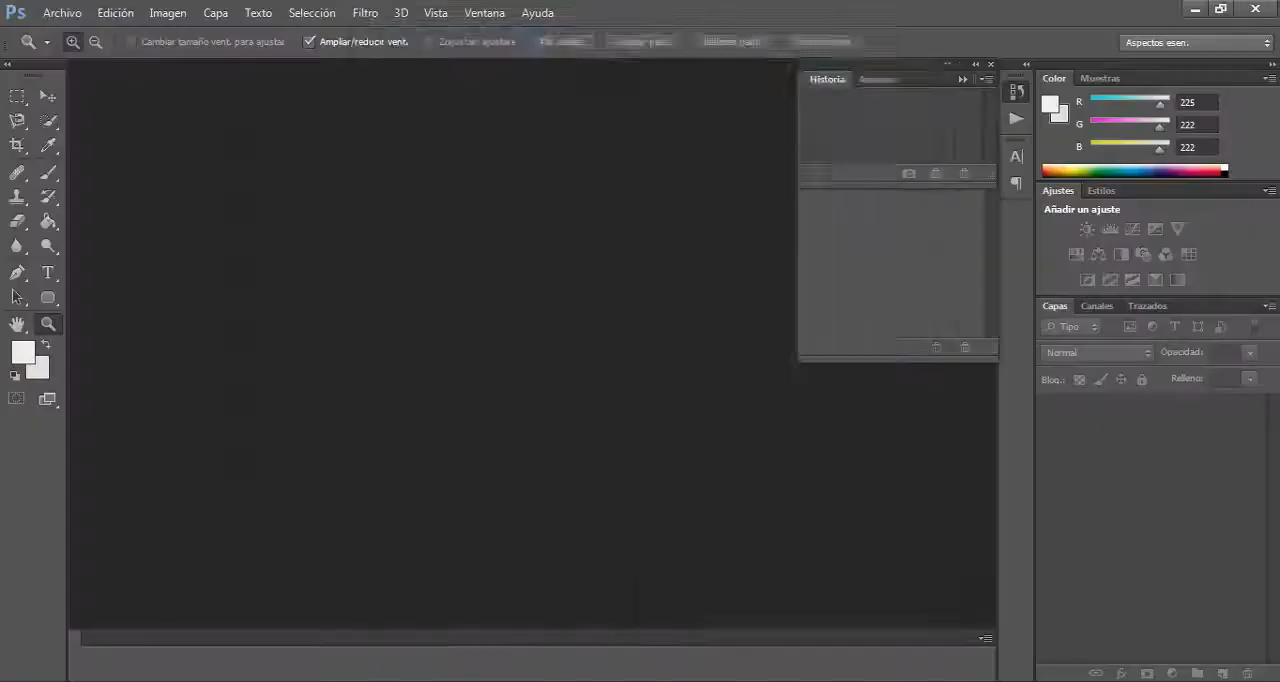 Ps Archivo Edición Imagen Capa Texto Selección Filtro 3D Vista Ventana Ayuda
Cambiar tamaño vent. para ajustar Ampliar/reducir vent. Aspectos esen.
Historia
Color Muestras
R 225
G 222
B 222
Ajustes Estilos
Añadir un ajuste
Capas Canales Trazados
Tipo
Normal Opacidad:
Bloq.: Relleno: